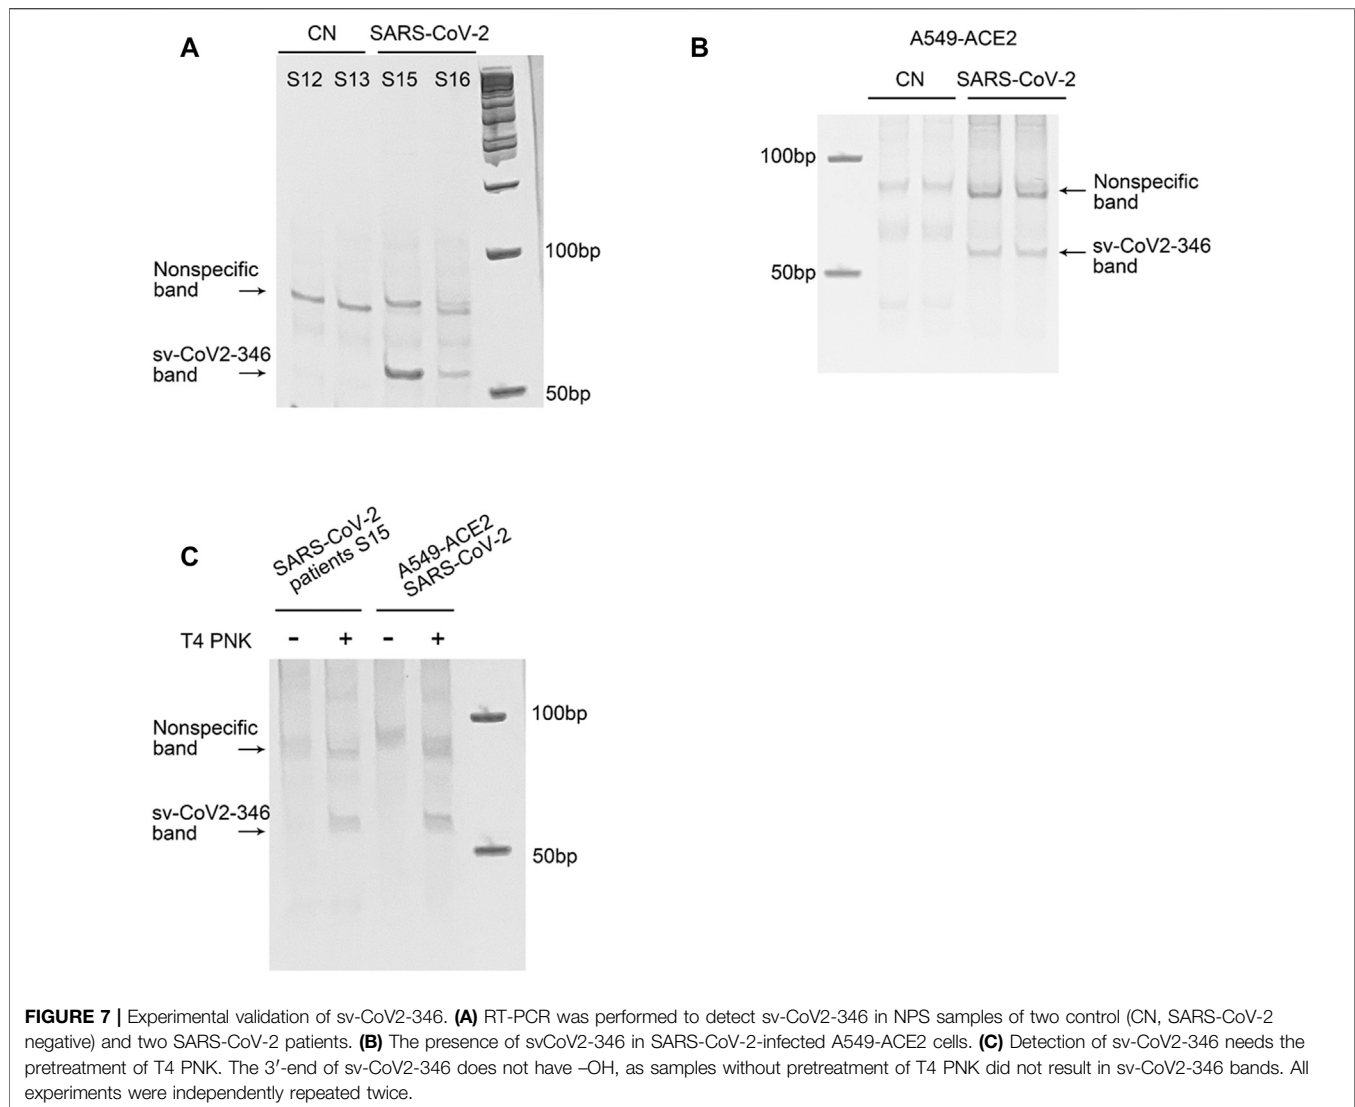 A
CN
SARS-CoV-2
S12 S13 S15 S16
Nonspecific
band
sv-CoV2-346
band
100bp
50bp
B
A549-ACE2
CN
SARS-CoV-2
100bp
50bp
Nonspecific
band
sv-CoV2-346
band
C
SARS-CoV-2
patients S15
A549-ACE2
SARS-CoV-2
T4 PNK - + - +
Nonspecific
band
sv-CoV2-346
band
100bp
50bp
FIGURE 7 | Experimental validation of sv-CoV2-346. (A) RT-PCR was performed to detect sv-CoV2-346 in NPS samples of two control (CN, SARS-CoV-2
negative) and two SARS-CoV-2 patients. (B) The presence of svCoV2-346 in SARS-CoV-2-infected A549-ACE2 cells. (C) Detection of sv-CoV2-346 needs the
pretreatment of T4 PNK. The 3′-end of sv-CoV2-346 does not have –OH, as samples without pretreatment of T4 PNK did not result in sv-CoV2-346 bands. All
experiments were independently repeated twice.